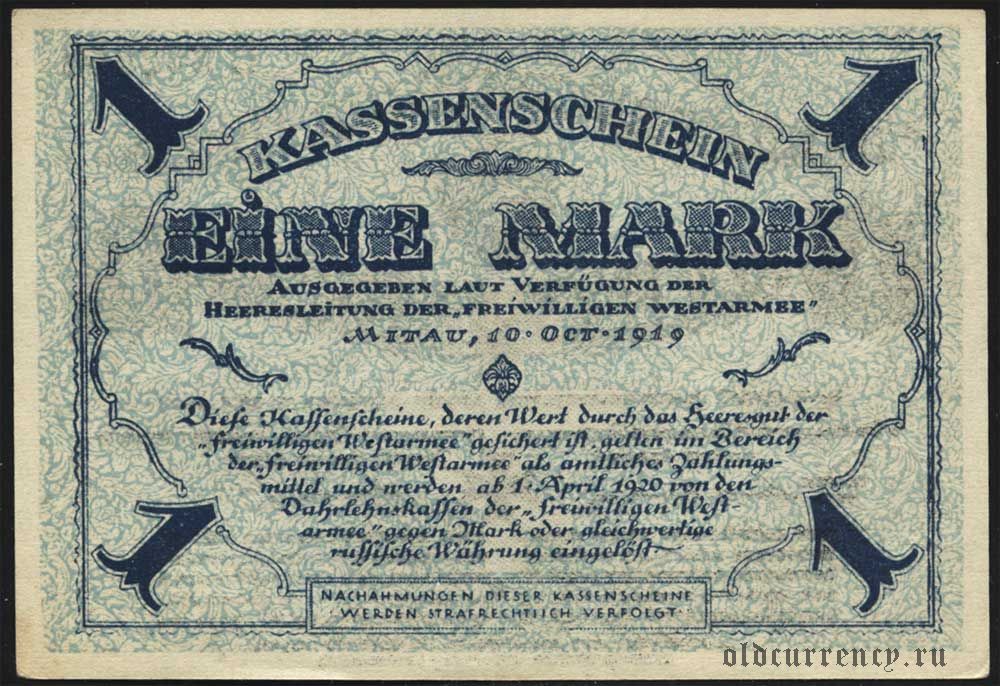 1 1
KASSENSCHEIN
EINE MARK
AUSGEGEBEN LAUT VERFÜGUNG DER
HEERESLEITUNG DER „FREIWILLIGEN WESTARMEE"
MITAU, 10·OCT·1919
Diese Kassenscheine, deren Wert durch das Heeresgut der
„freiwilligen Westarmee" gesichert ist, gelten im Bereich
der „freiwilligen Westarmee" als amtliches Zahlungs-
mittel und werden ab 1·April 1920 von den
Darlehnskassen der „freiwilligen West-
armee" gegen Mark oder gleichwertige
russische Währung eingelöst
1 1
NACHAHMUNGEN DIESER KASSENSCHEINE
WERDEN STRAFRECHTLICH VERFOLGT
oldcurrency.ru